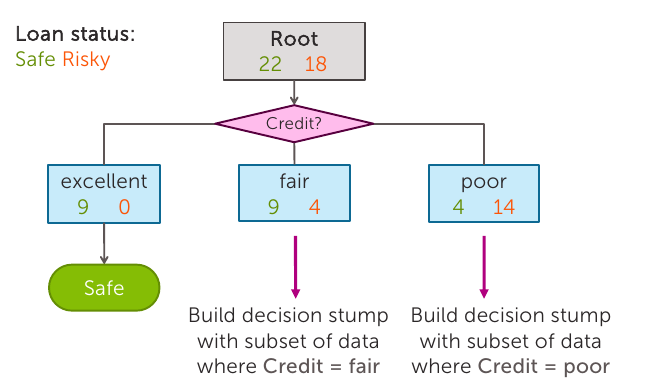 Loan status:
Safe Risky
Root
22 18
Credit?
excellent
9 0
fair
9 4
poor
4 14
Safe
Build decision stump
with subset of data
where Credit = fair
Build decision stump
with subset of data
where Credit = poor